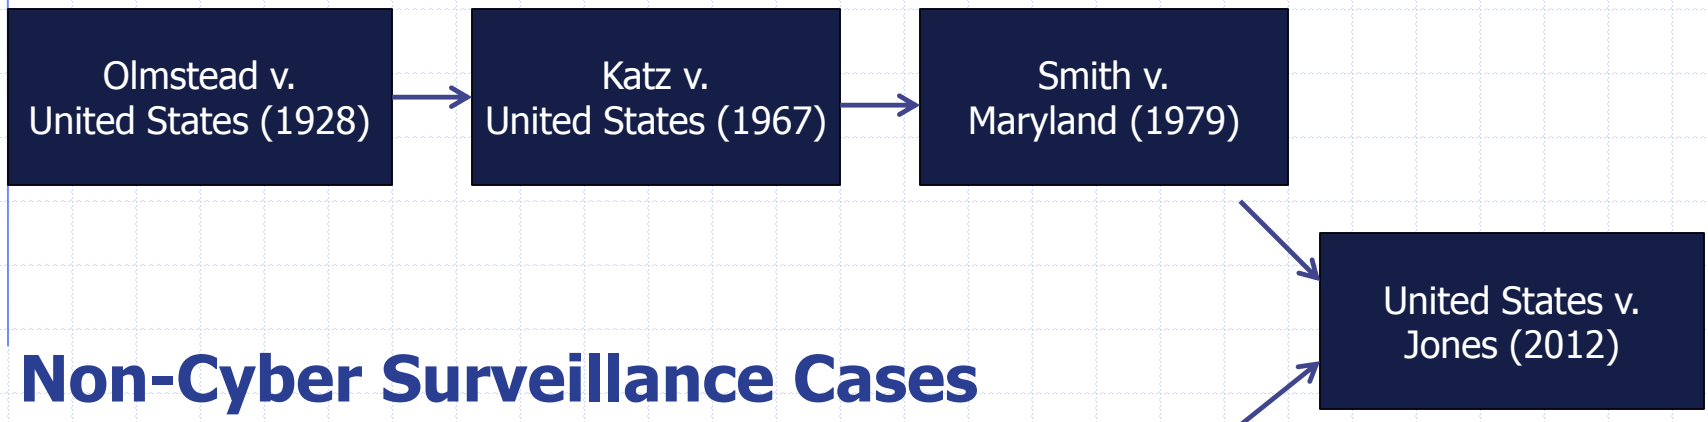 Olmstead v.
United States (1928)
Katz v.
United States (1967)
Smith v.
Maryland (1979)
United States v.
Jones (2012)
Non-Cyber Surveillance Cases